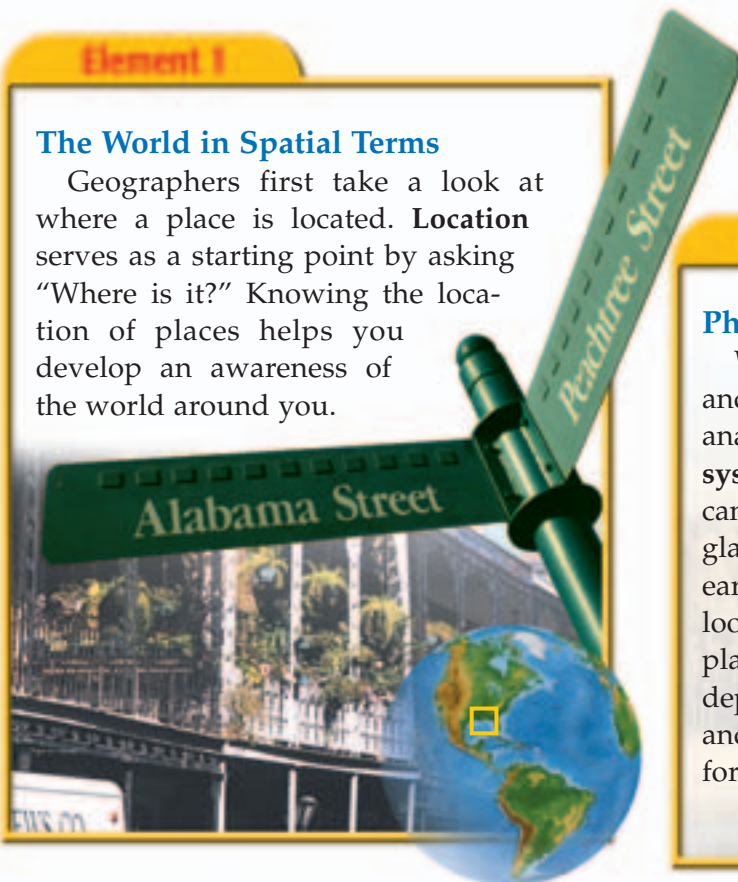 Element 1
The World in Spatial Terms
Geographers first take a look at
where a place is located. Location
serves as a starting point by asking
“Where is it?” Knowing the loca-
tion of places helps you
develop an awareness of
the world around you.
Peachtree Street
Alabama Street
EWS CO
Ph
and
ana
sys
can
gla
ear
loo
pla
dep
and
for